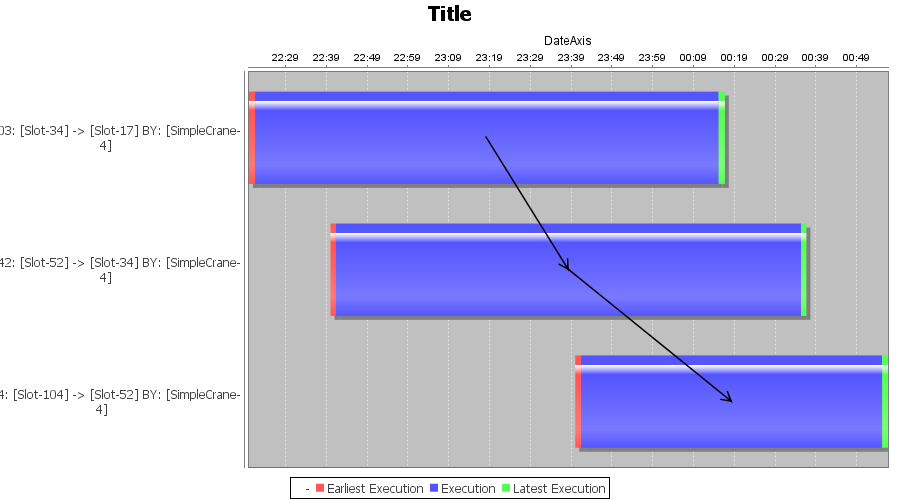 Title
DateAxis
22:29 22:39 22:49 22:59 23:09 23:19 23:29 23:39 23:49 23:59 00:09 00:19 00:29 00:39 00:49
03: [Slot-34] -> [Slot-17] BY: [SimpleCrane-
4]
42: [Slot-52] -> [Slot-34] BY: [SimpleCrane-
4]
4: [Slot-104] -> [Slot-52] BY: [SimpleCrane-
4]
- Earliest Execution Execution Latest Execution